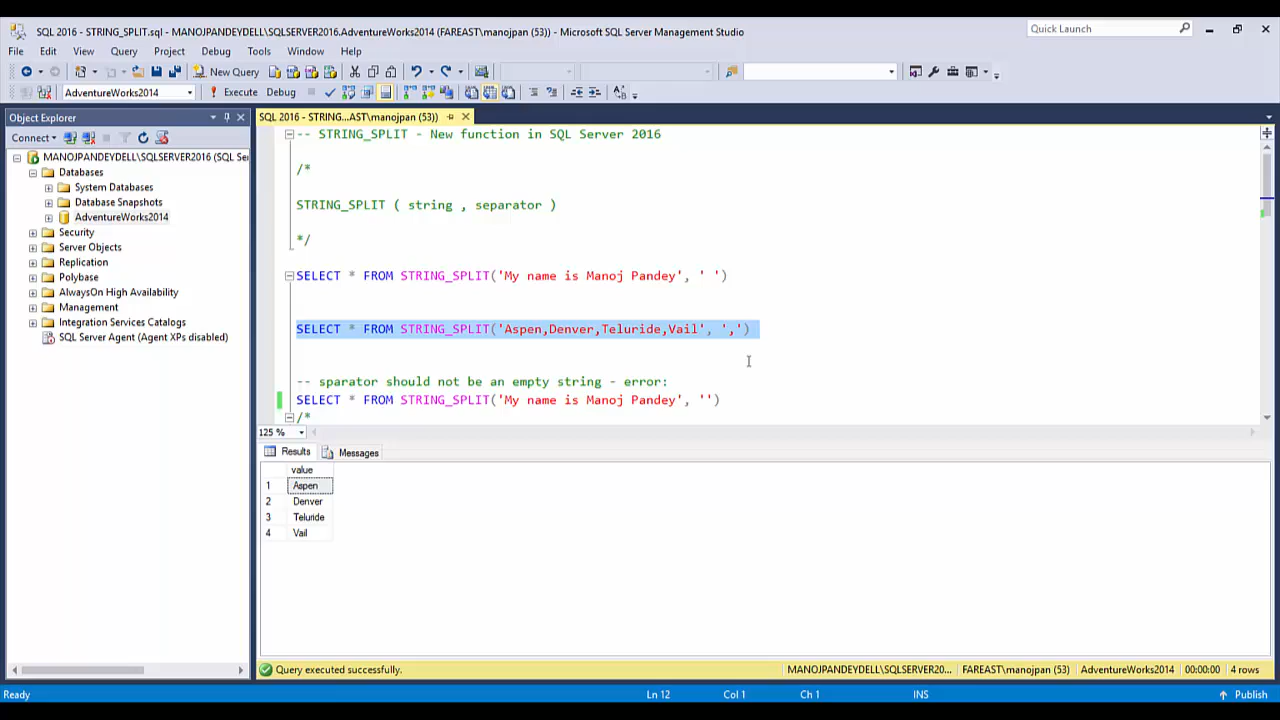 SQL 2016 - STRING_SPLIT.sql - MANOJPANDEYDELL\SQLSERVER2016.AdventureWorks2014 (FAREAST\manojpan (53)) - Microsoft SQL Server Management Studio
Quick Launch
File Edit View Query Project Debug Tools Window Help
New Query
AdventureWorks2014 Execute Debug
Object Explorer
SQL 2016 - STRING...AST\manojpan (53))
Connect
MANOJPANDEYDELL\SQLSERVER2016 (SQL Se
Databases
System Databases
Database Snapshots
AdventureWorks2014
Security
Server Objects
Replication
Polybase
AlwaysOn High Availability
Management
Integration Services Catalogs
SQL Server Agent (Agent XPs disabled)
-- STRING_SPLIT - New function in SQL Server 2016
/*
STRING_SPLIT ( string , separator )
*/
SELECT * FROM STRING_SPLIT('My name is Manoj Pandey', ' ')
SELECT * FROM STRING_SPLIT('Aspen,Denver,Teluride,Vail', ',')
-- sparator should not be an empty string - error:
SELECT * FROM STRING_SPLIT('My name is Manoj Pandey', '')
/*
125 %
Results Messages
value
1 Aspen
2 Denver
3 Teluride
4 Vail
Query executed successfully. MANOJPANDEYDELL\SQLSERVER20... FAREAST\manojpan (53) AdventureWorks2014 00:00:00 4 rows
Ready Ln 12 Col 1 Ch 1 INS Publish